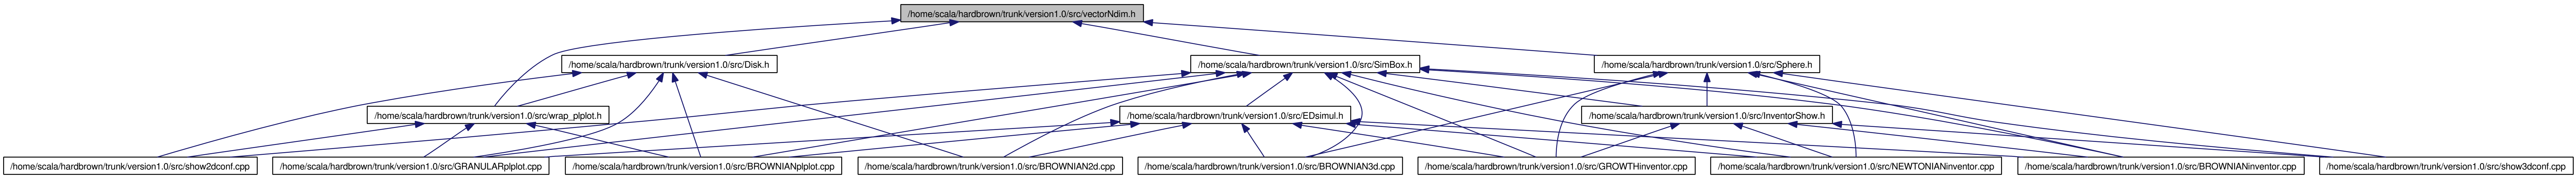 /home/scala/hardbrown/trunk/version1.0/src/vectorNdim.h
/home/scala/hardbrown/trunk/version1.0/src/Disk.h
/home/scala/hardbrown/trunk/version1.0/src/SimBox.h
/home/scala/hardbrown/trunk/version1.0/src/Sphere.h
/home/scala/hardbrown/trunk/version1.0/src/wrap_plplot.h
/home/scala/hardbrown/trunk/version1.0/src/EDsimul.h
/home/scala/hardbrown/trunk/version1.0/src/InventorShow.h
/home/scala/hardbrown/trunk/version1.0/src/show2dconf.cpp
/home/scala/hardbrown/trunk/version1.0/src/GRANULARplplot.cpp
/home/scala/hardbrown/trunk/version1.0/src/BROWNIANplplot.cpp
/home/scala/hardbrown/trunk/version1.0/src/BROWNIAN2d.cpp
/home/scala/hardbrown/trunk/version1.0/src/BROWNIAN3d.cpp
/home/scala/hardbrown/trunk/version1.0/src/GROWTHinventor.cpp
/home/scala/hardbrown/trunk/version1.0/src/NEWTONIANinventor.cpp
/home/scala/hardbrown/trunk/version1.0/src/BROWNIANinventor.cpp
/home/scala/hardbrown/trunk/version1.0/src/show3dconf.cpp